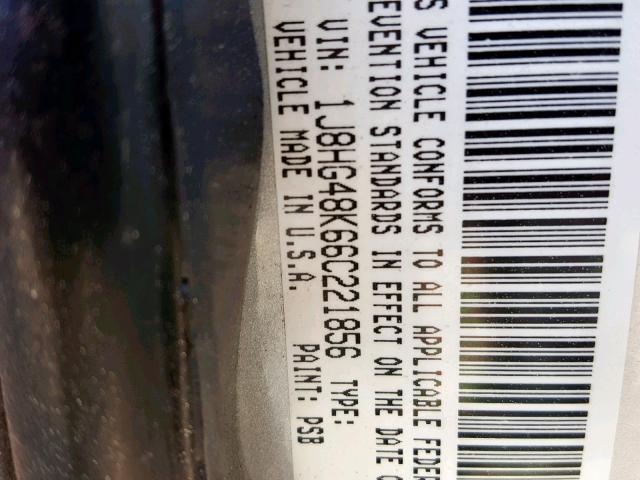 S VEHICLE CONFORMS TO ALL APPLICABLE FEDER
EVENTION STANDARDS IN EFFECT ON THE DATE O
VIN: 1J8HG48K66C221856 TYPE:
VEHICLE MADE IN U.S.A. PAINT: PSB